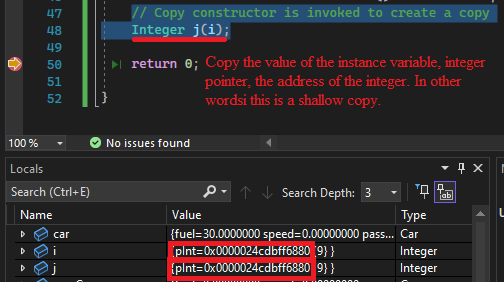 47
// Copy constructor is invoked to create a copy
48
Integer j(i);
49
50
return 0;
Copy the value of the instance variable, integer
pointer, the address of the integer. In other
wordsi this is a shallow copy.
51
52
}
100 %
No issues found
Locals
Search (Ctrl+E)
Search Depth: 3
Name Value Type
car {fuel=30.0000000 speed=0.00000000 pass... Car
i {pInt=0x0000024cdbff6880 {9} } Integer
j {pInt=0x0000024cdbff6880 {9} } Integer